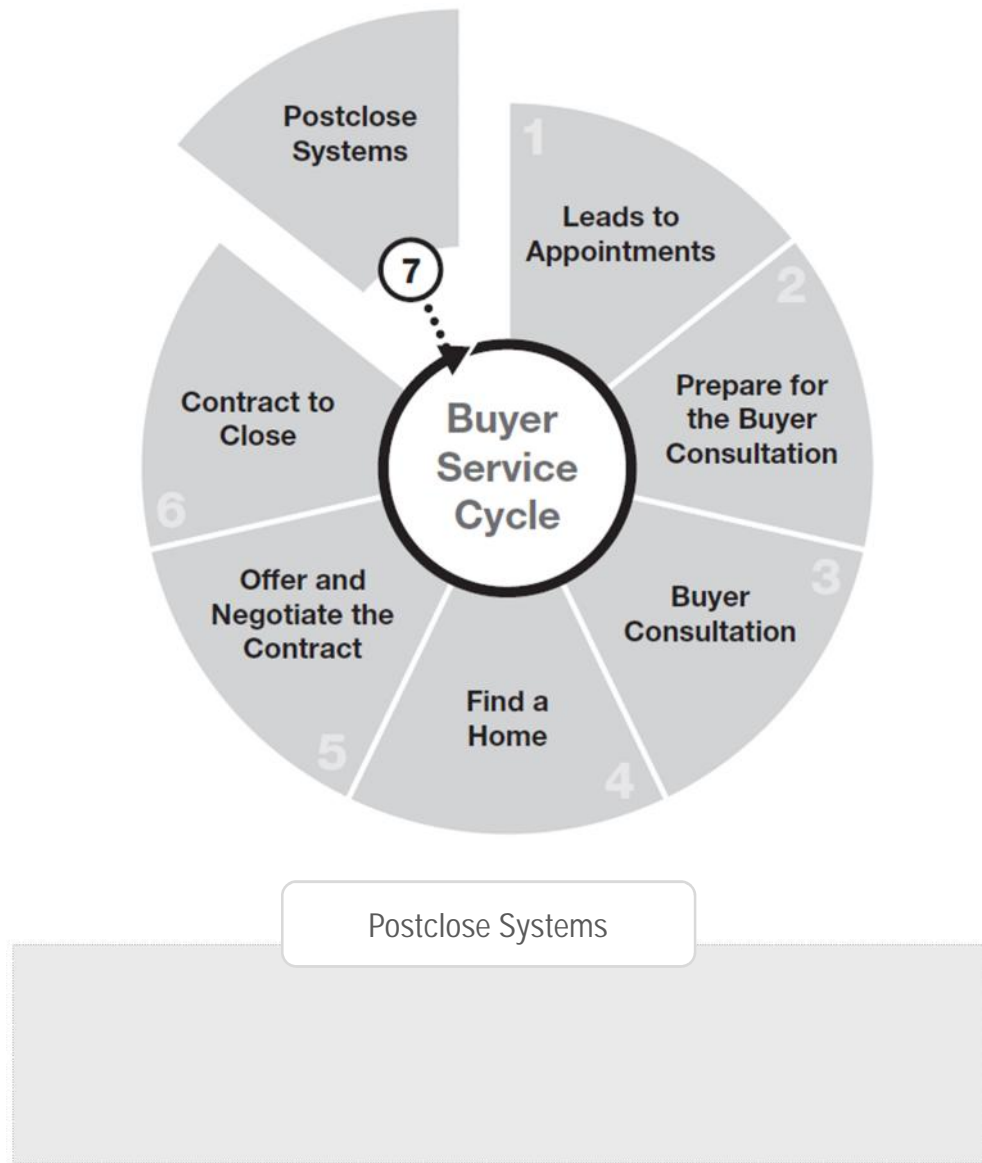 Postclose
Systems
7
1
Leads to
Appointments
2
Prepare for
the Buyer
Consultation
3
Buyer
Consultation
4
Find a
Home
5
Offer and
Negotiate the
Contract
6
Contract to
Close
Buyer
Service
Cycle
Postclose Systems